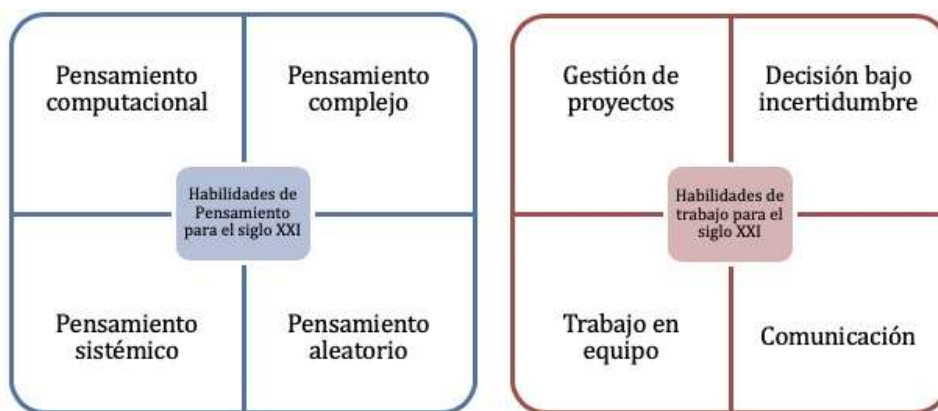 Pensamiento
computacional
Pensamiento
complejo
Habilidades de
Pensamiento
para el siglo XXI
Pensamiento
sistémico
Pensamiento
aleatorio
Gestión de
proyectos
Decisión bajo
incertidumbre
Habilidades de
trabajo para el
siglo XXI
Trabajo en
equipo
Comunicación